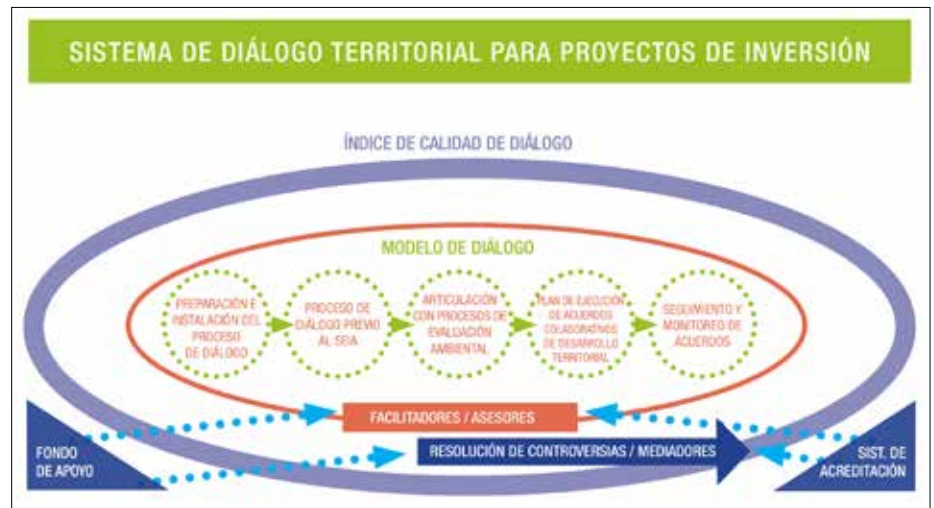 SISTEMA DE DIÁLOGO TERRITORIAL PARA PROYECTOS DE INVERSIÓN
ÍNDICE DE CALIDAD DE DIÁLOGO
MODELO DE DIÁLOGO
PREPARACIÓN E
INSTALACIÓN DEL
PROCESO
DE DIÁLOGO
PROCESO DE
DIÁLOGO PREVIO
AL SEIA
ARTICULACIÓN
CON PROCESOS DE
EVALUACIÓN
AMBIENTAL
PLAN DE EJECUCIÓN
DE ACUERDOS
COLABORATIVOS
DE DESARROLLO
TERRITORIAL
SEGUIMIENTO Y
MONITOREO DE
ACUERDOS
FACILITADORES / ASESORES
RESOLUCIÓN DE CONTROVERSIAS / MEDIADORES
FONDO
DE APOYO
SIST. DE
ACREDITACIÓN